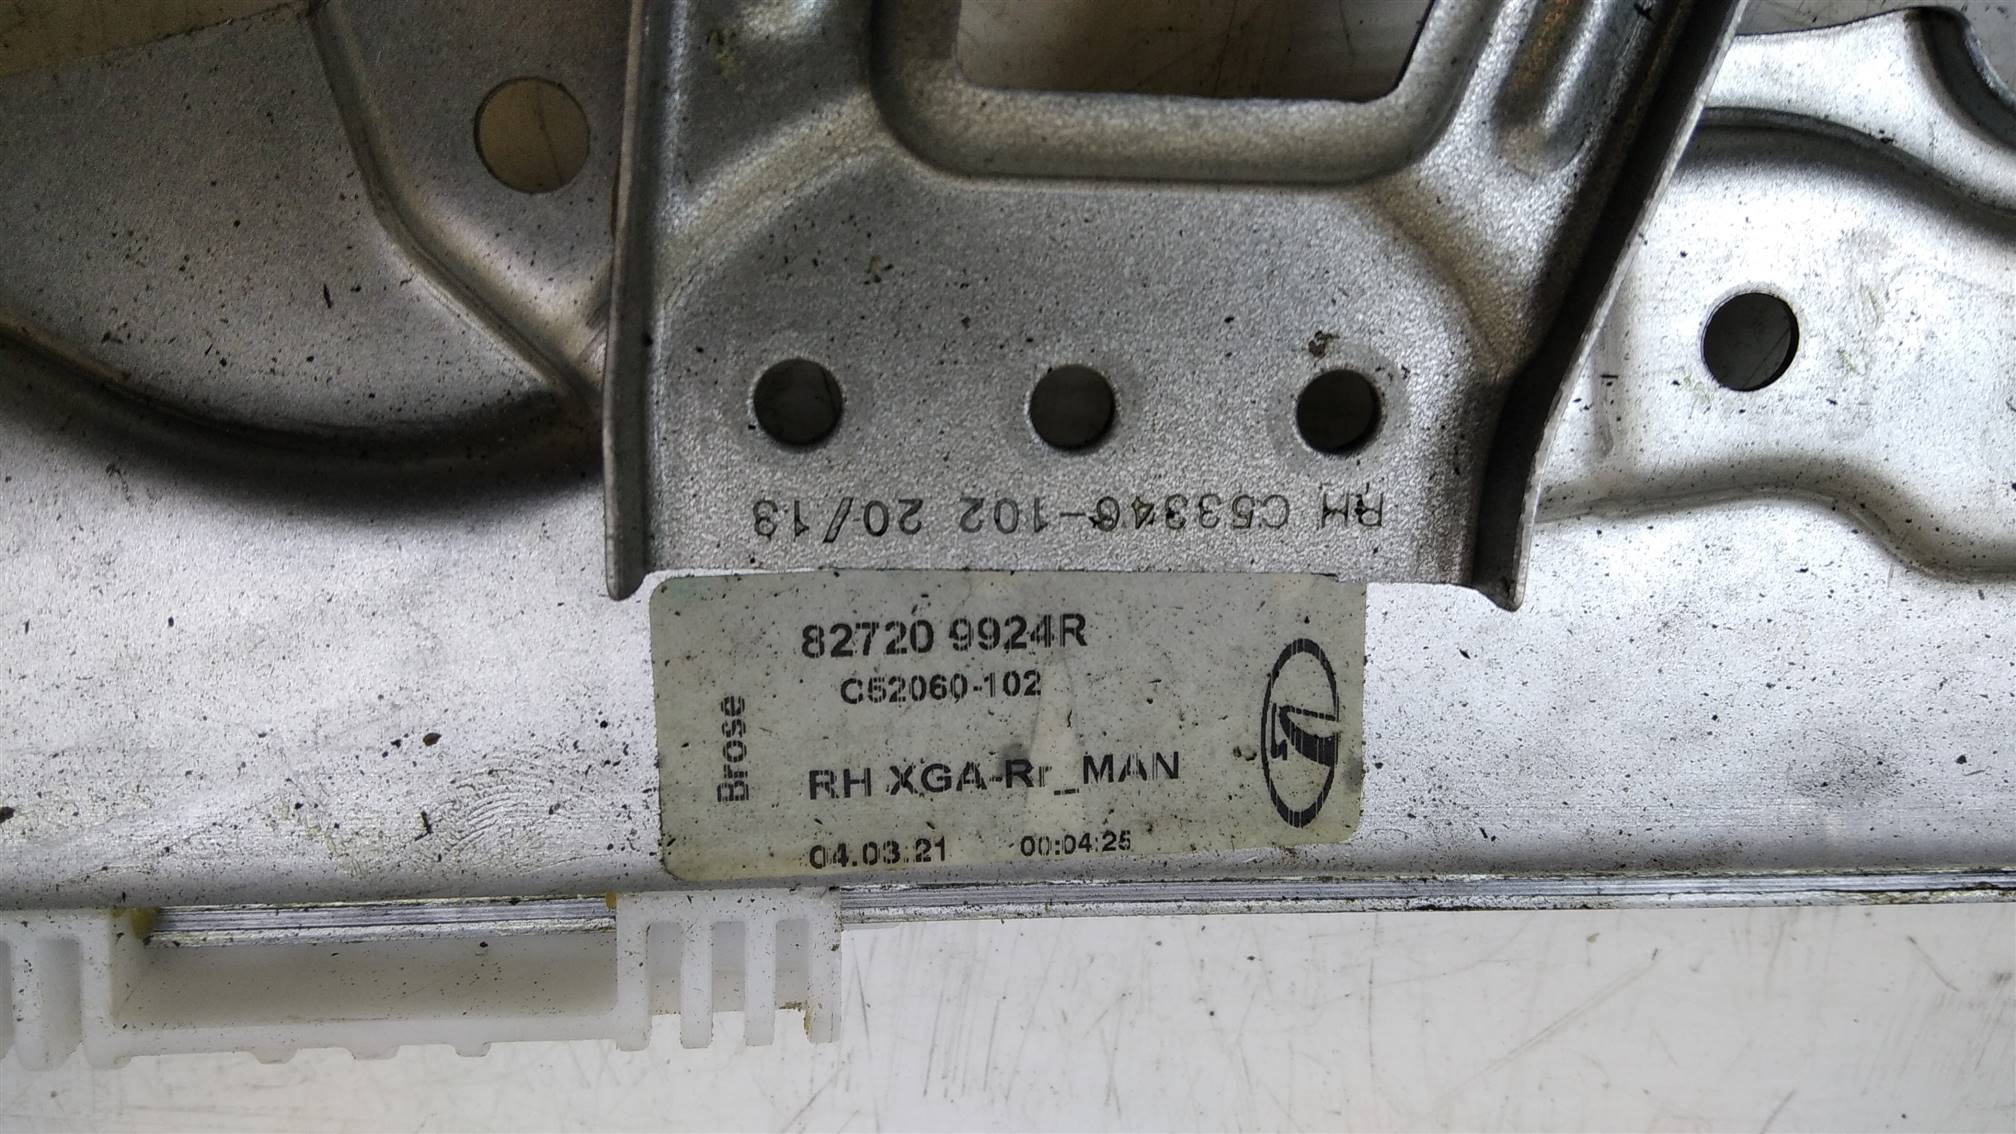 RH C53346-102 20/13
82720 9924R
C52060-102
Brose
RH XGA-Rr_MAN
04.03.21 00:04:25